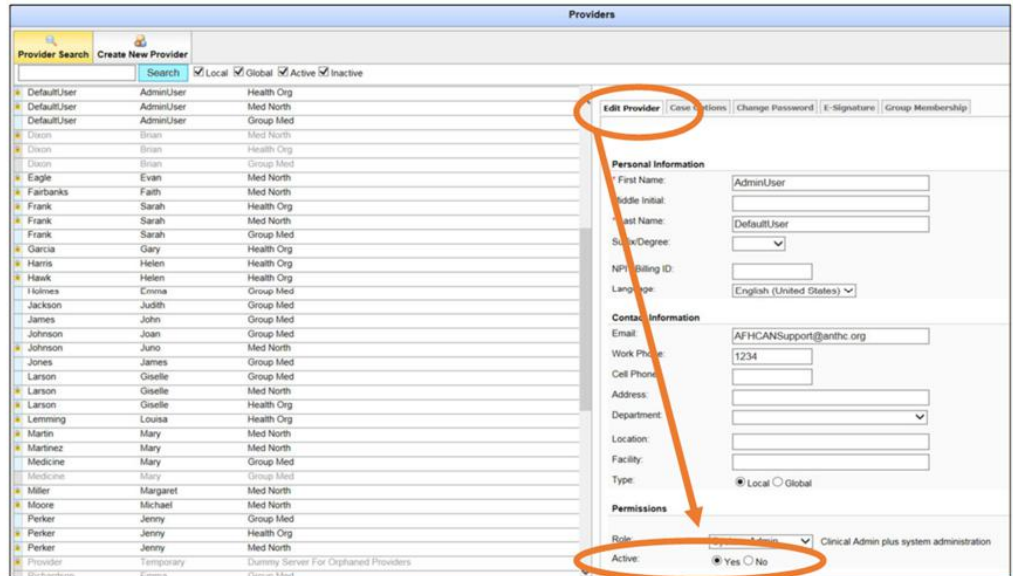 Providers
Provider Search Create New Provider
Search Local Global Active Inactive
DefaultUser AdminUser Health Org
DefaultUser AdminUser Med North
DefaultUser AdminUser Group Med
Dixon Brian Med North
Dixon Brian Health Org
Dixon Brian Group Med
Eagle Evan Med North
Fairbanks Faith Med North
Frank Sarah Health Org
Frank Sarah Med North
Frank Sarah Group Med
Garcia Gary Health Org
Harris Helen Health Org
Hawk Helen Health Org
Holmes Emma Group Med
Jackson Judith Group Med
James John Group Med
Johnson Joan Group Med
Johnson Juno Med North
Jones James Group Med
Larson Giselle Group Med
Larson Giselle Med North
Larson Giselle Health Org
Lemming Louisa Health Org
Martin Mary Med North
Martinez Mary Med North
Medicine Mary Group Med
Medicine Mary Group Med
Miller Margaret Med North
Moore Michael Med North
Perker Jenny Group Med
Perker Jenny Health Org
Perker Jenny Med North
Provider Temporary Dummy Server For Orphaned Providers
Richardson Emma Group Med
Edit Provider Case Options Change Password E-Signature Group Membership
Personal Information
* First Name: AdminUser
Middle Initial:
* Last Name: DefaultUser
Suffix/Degree:
NPI Billing ID:
Language: English (United States)
Contact Information
Email: AFHCANSupport@anthc.org
Work Phone: 1234
Cell Phone:
Address:
Department:
Location:
Facility:
Type: Local Global
Permissions
Role: System Admin Clinical Admin plus system administration
Active: Yes No